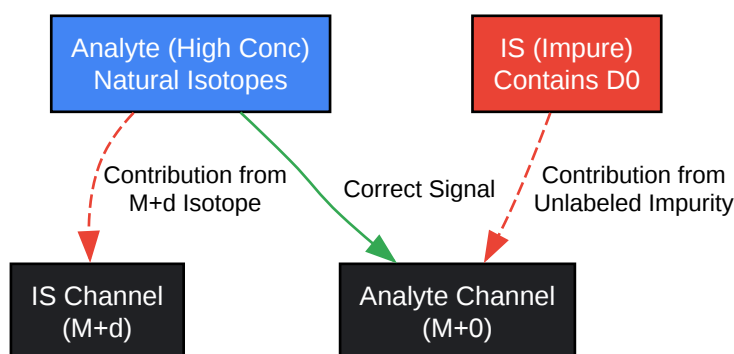 Analyte (High Conc)
Natural Isotopes
IS (Impure)
Contains D0
Contribution from
M+d Isotope
Correct Signal
Contribution from
Unlabeled Impurity
IS Channel
(M+d)
Analyte Channel
(M+0)